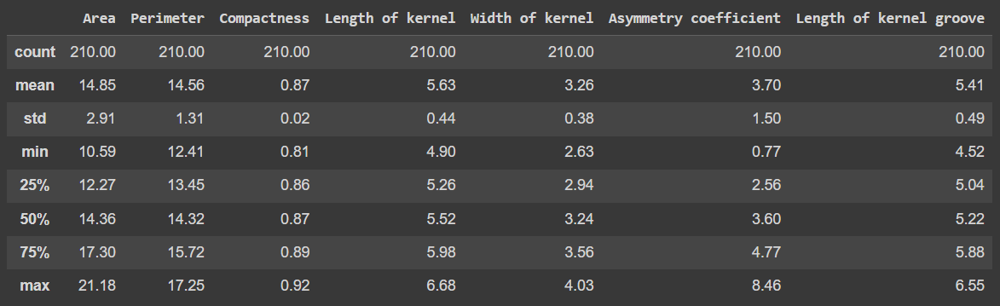 Area Perimeter Compactness Length of kernel Width of kernel Asymmetry coefficient Length of kernel groove
count 210.00 210.00 210.00 210.00 210.00 210.00 210.00
mean 14.85 14.56 0.87 5.63 3.26 3.70 5.41
std 2.91 1.31 0.02 0.44 0.38 1.50 0.49
min 10.59 12.41 0.81 4.90 2.63 0.77 4.52
25% 12.27 13.45 0.86 5.26 2.94 2.56 5.04
50% 14.36 14.32 0.87 5.52 3.24 3.60 5.22
75% 17.30 15.72 0.89 5.98 3.56 4.77 5.88
max 21.18 17.25 0.92 6.68 4.03 8.46 6.55